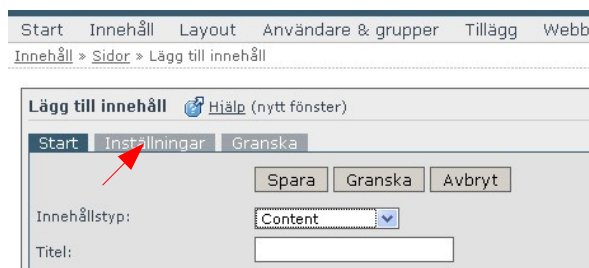 Start Innehåll Layout Användare & grupper Tillägg Webb
Innehåll » Sidor » Lägg till innehåll
Lägg till innehåll Hjälp (nytt fönster)
Start Inställningar Granska
Spara Granska Avbryt
Innehållstyp: Content
Titel: